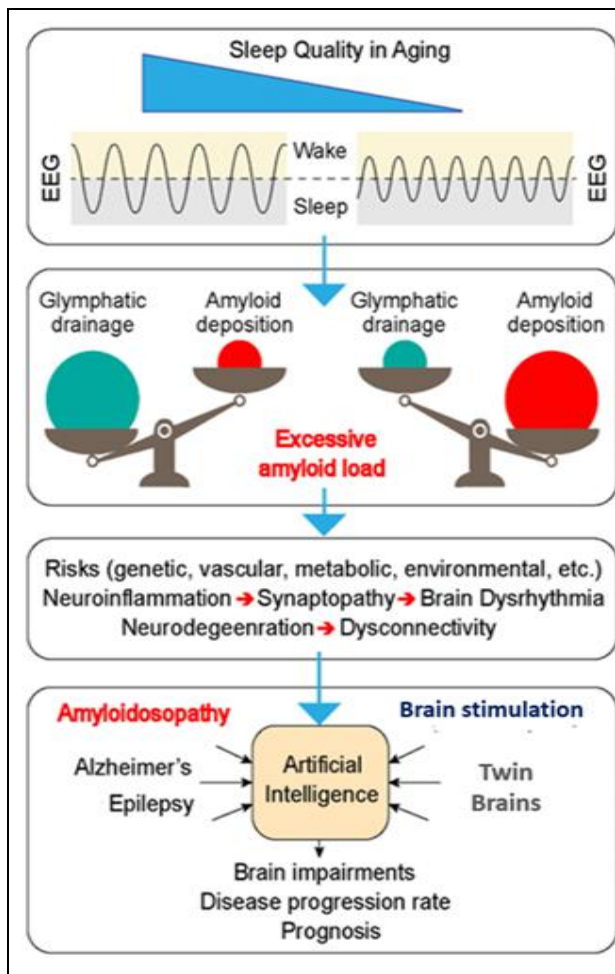 Sleep Quality in Aging
EEG
Wake
Sleep
EEG
Glymphatic drainage
Amyloid deposition
Glymphatic drainage
Amyloid deposition
Excessive
amyloid load
Risks (genetic, vascular, metabolic, environmental, etc.)
Neuroinflammation➔Synaptopathy➔Brain Dysrhythmia
Neurodegeenration➔Dysconnectivity
Amyloidosopathy
Brain stimulation
Alzheimer's
Epilepsy
Artificial
Intelligence
Twin
Brains
Brain impairments
Disease progression rate
Prognosis